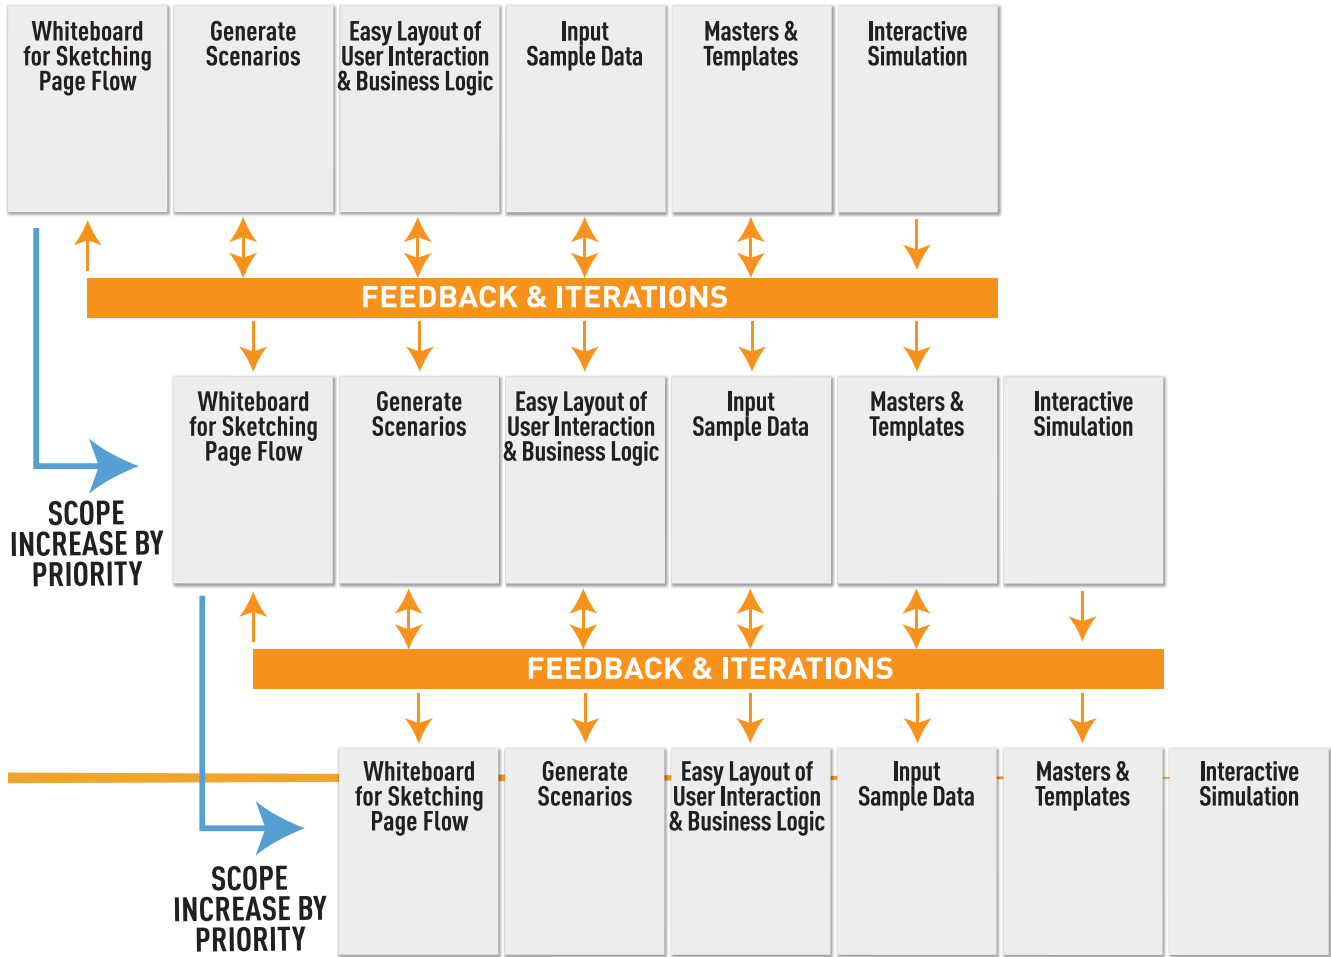 Whiteboard
for Sketching
Page Flow
Generate
Scenarios
Easy Layout of
User Interaction
& Business Logic
Input
Sample Data
Masters &
Templates
Interactive
Simulation
FEEDBACK & ITERATIONS
Whiteboard
for Sketching
Page Flow
Generate
Scenarios
Easy Layout of
User Interaction
& Business Logic
Input
Sample Data
Masters &
Templates
Interactive
Simulation
SCOPE
INCREASE BY
PRIORITY
FEEDBACK & ITERATIONS
Whiteboard
for Sketching
Page Flow
Generate
Scenarios
Easy Layout of
User Interaction
& Business Logic
Input
Sample Data
Masters &
Templates
Interactive
Simulation
SCOPE
INCREASE BY
PRIORITY